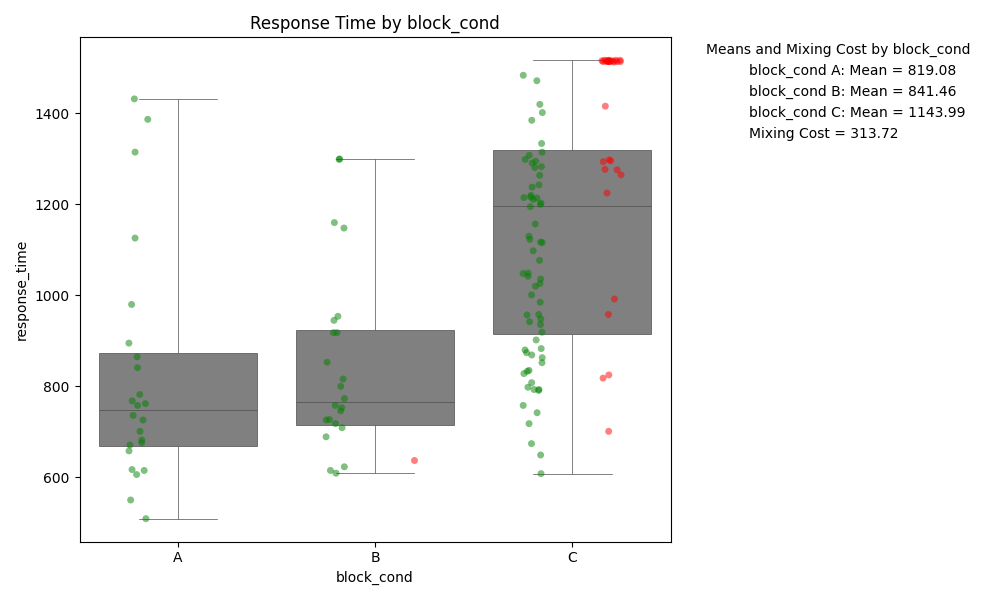 Response Time by block_cond
Means and Mixing Cost by block_cond
block_cond A: Mean = 819.08
block_cond B: Mean = 841.46
block_cond C: Mean = 1143.99
Mixing Cost = 313.72
response_time
1400
1200
1000
800
600
A
B
C
block_cond